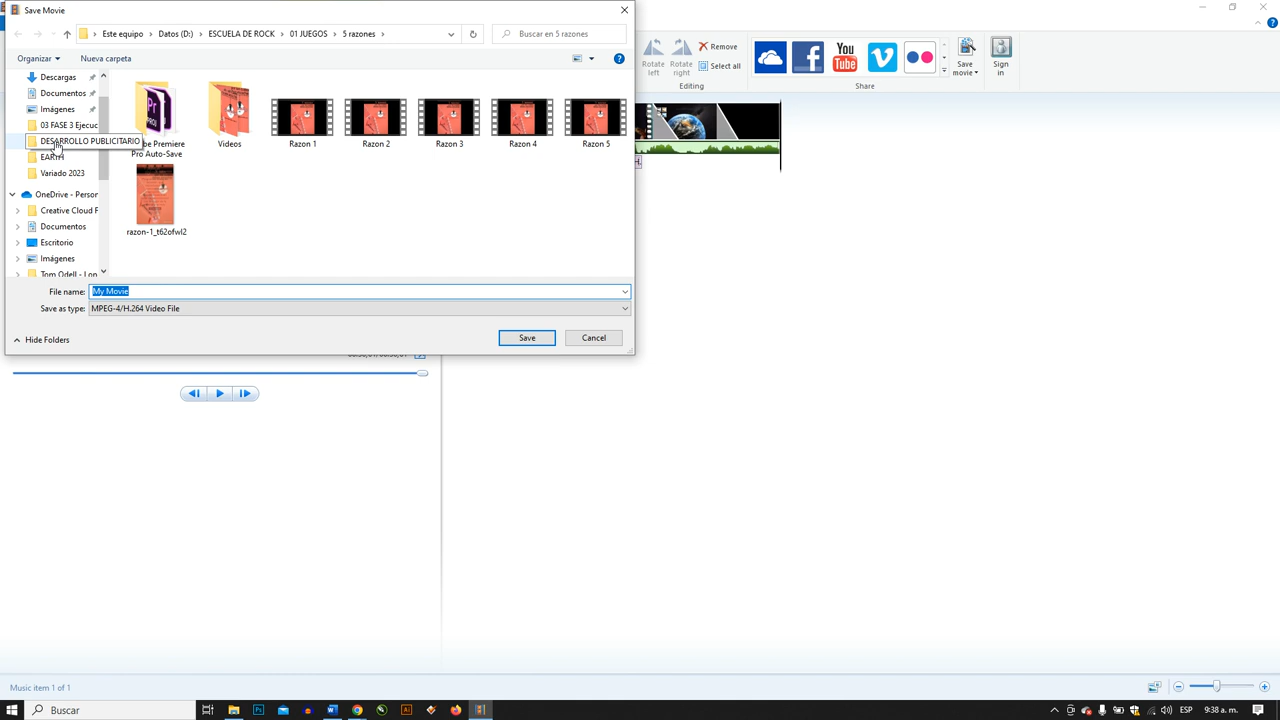 Save Movie
Este equipo > Datos (D:) > ESCUELA DE ROCK > 01 JUEGOS > 5 razones >
Buscar en 5 razones
Organizar
Nueva carpeta
Remove
Select all
Rotate left
Rotate right
Editing
You Tube
Share
Save movie
Sign in
Descargas
Documentos
Imágenes
03 FASE 3 Ejecuc
DESARROLLO PUBLICITARIO
EARTH
Variado 2023
OneDrive - Person
Creative Cloud F
Documentos
Escritorio
Imágenes
Tom Odell - Lon
Pr
Pro Auto-Save
Videos
Razon 1
Razon 2
Razon 3
Razon 4
Razon 5
razon-1_t62ofwl2
File name: My Movie
Save as type: MPEG-4/H.264 Video File
Hide Folders
Save
Cancel
Music item 1 of 1
Buscar
Ps
Ai
ESP
9:38 a. m.